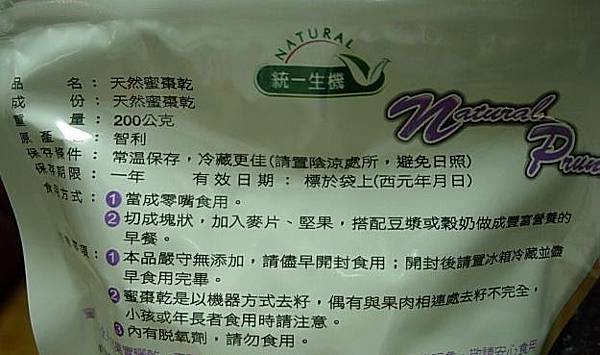 NATURAL
統一生機
Natural
Prun
品名：天然蜜棗乾
成份：天然蜜棗乾
重量：200公克
原產地：智利
保存條件：常温保存，冷藏更佳(請置陰涼處所，避免日照)
保存期限：一年 有效日期：標於袋上(西元年月日)
食用方式：❶當成零嘴食用。
❷切成塊狀，加入麥片、堅果，搭配豆漿或穀奶做成豐富營養的
早餐。
事項：❶本品嚴守無添加，請儘早開封食用；開封後請置冰箱冷藏並儘
早食用完畢。
❷蜜棗乾是以機器方式去籽，偶有與果肉相連處去籽不完全，
小孩或年長者食用時請注意。
❸內有脫氧劑，請勿食用。